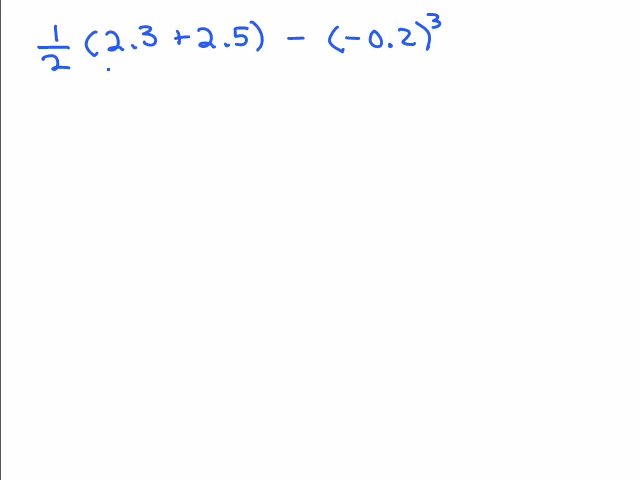 1/2 (2.3 + 2.5) - (-0.2)³